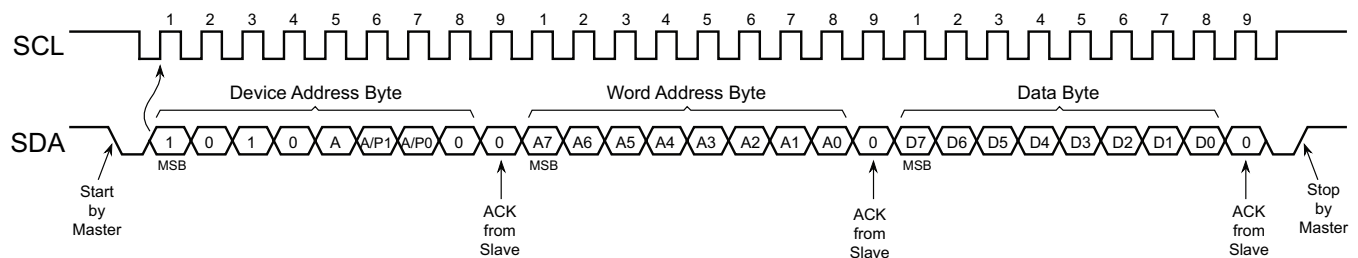 1 2 3 4 5 6 7 8 9 1 2 3 4 5 6 7 8 9 1 2 3 4 5 6 7 8 9
SCL
Device Address Byte Word Address Byte Data Byte
SDA 1 0 1 0 A A/P1 A/P0 0 0 A7 A6 A5 A4 A3 A2 A1 A0 0 D7 D6 D5 D4 D3 D2 D1 D0 0
MSB MSB MSB
Start
by
Master
ACK
from
Slave
ACK
from
Slave
ACK
from
Slave
Stop
by
Master